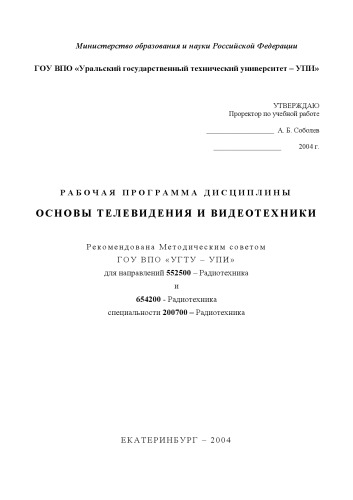 Министерство образования и науки Российской Федерации
ГОУ ВПО «Уральский государственный технический университет – УПИ»
УТВЕРЖДАЮ
Проректор по учебной работе
__________________ А. Б. Соболев
__________________ 2004 г.
РАБОЧАЯ ПРОГРАММА ДИСЦИПЛИНЫ
ОСНОВЫ ТЕЛЕВИДЕНИЯ И ВИДЕОТЕХНИКИ
Рекомендована Методическим советом
ГОУ ВПО «УГТУ – УПИ»
для направлений 552500 – Радиотехника
и
654200 - Радиотехника
специальности 200700 – Радиотехника
ЕКАТЕРИНБУРГ – 2004